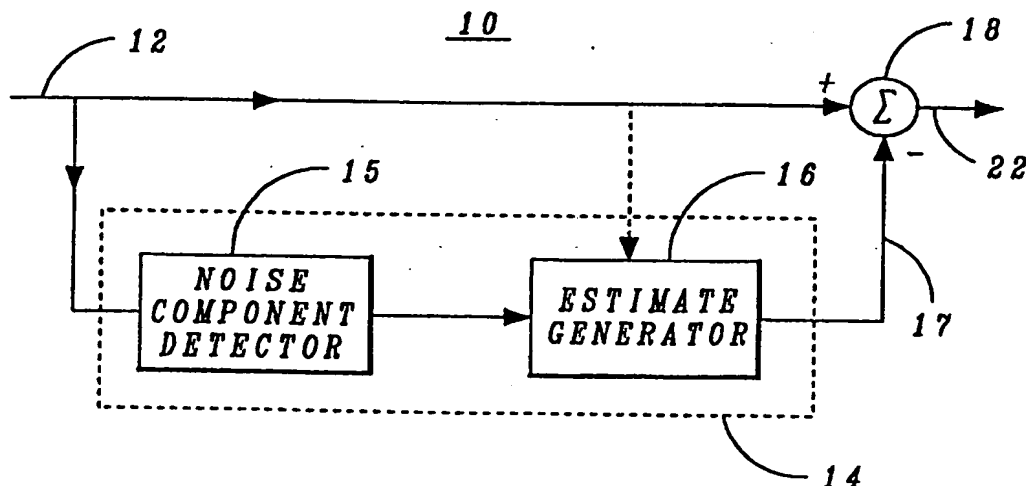 10
12
18
+
Σ
-
22
15
16
NOISE
COMPONENT
DETECTOR
ESTIMATE
GENERATOR
17
14